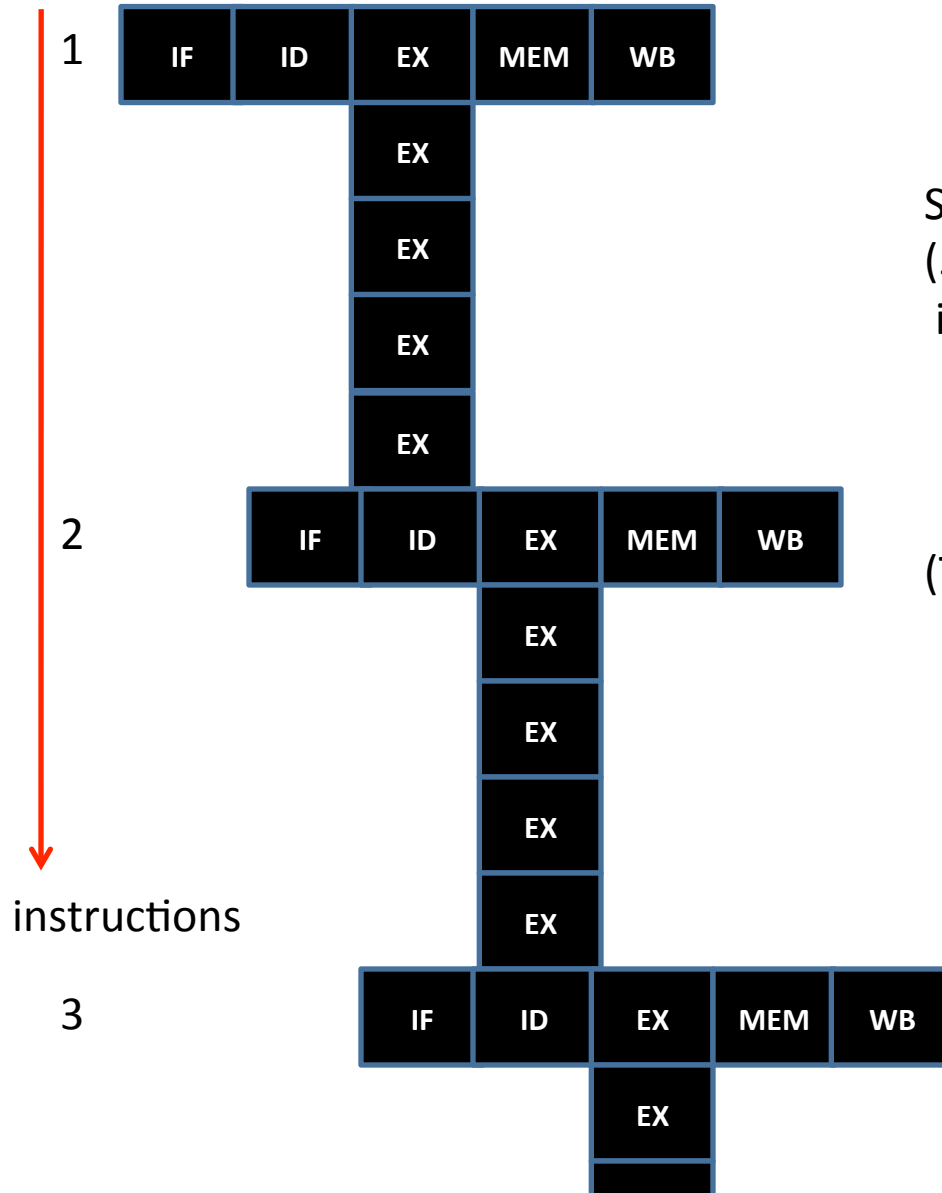 1 IF ID EX MEM WB
EX
EX
EX
EX
2 IF ID EX MEM WB
EX
EX
EX
EX
instructions
3 IF ID EX MEM WB
EX